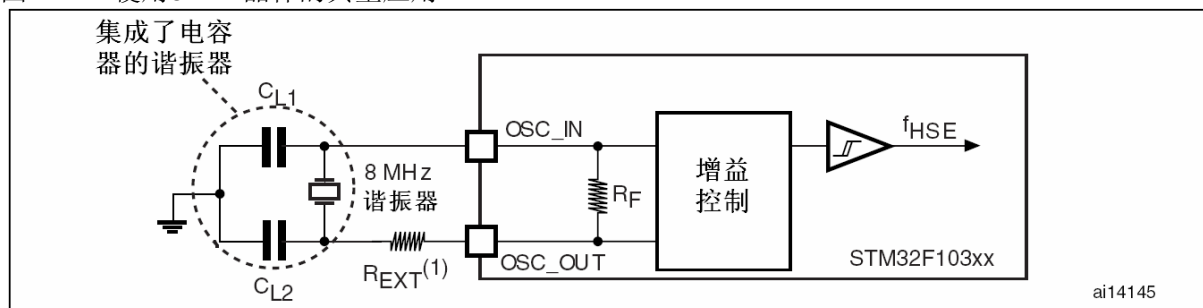 集成了电容
器的谐振器
CL1
OSC_IN
fHSE
8 MHz
谐振器
RF
增益
控制
REXT(1)
OSC_OUT
STM32F103xx
CL2
ai14145